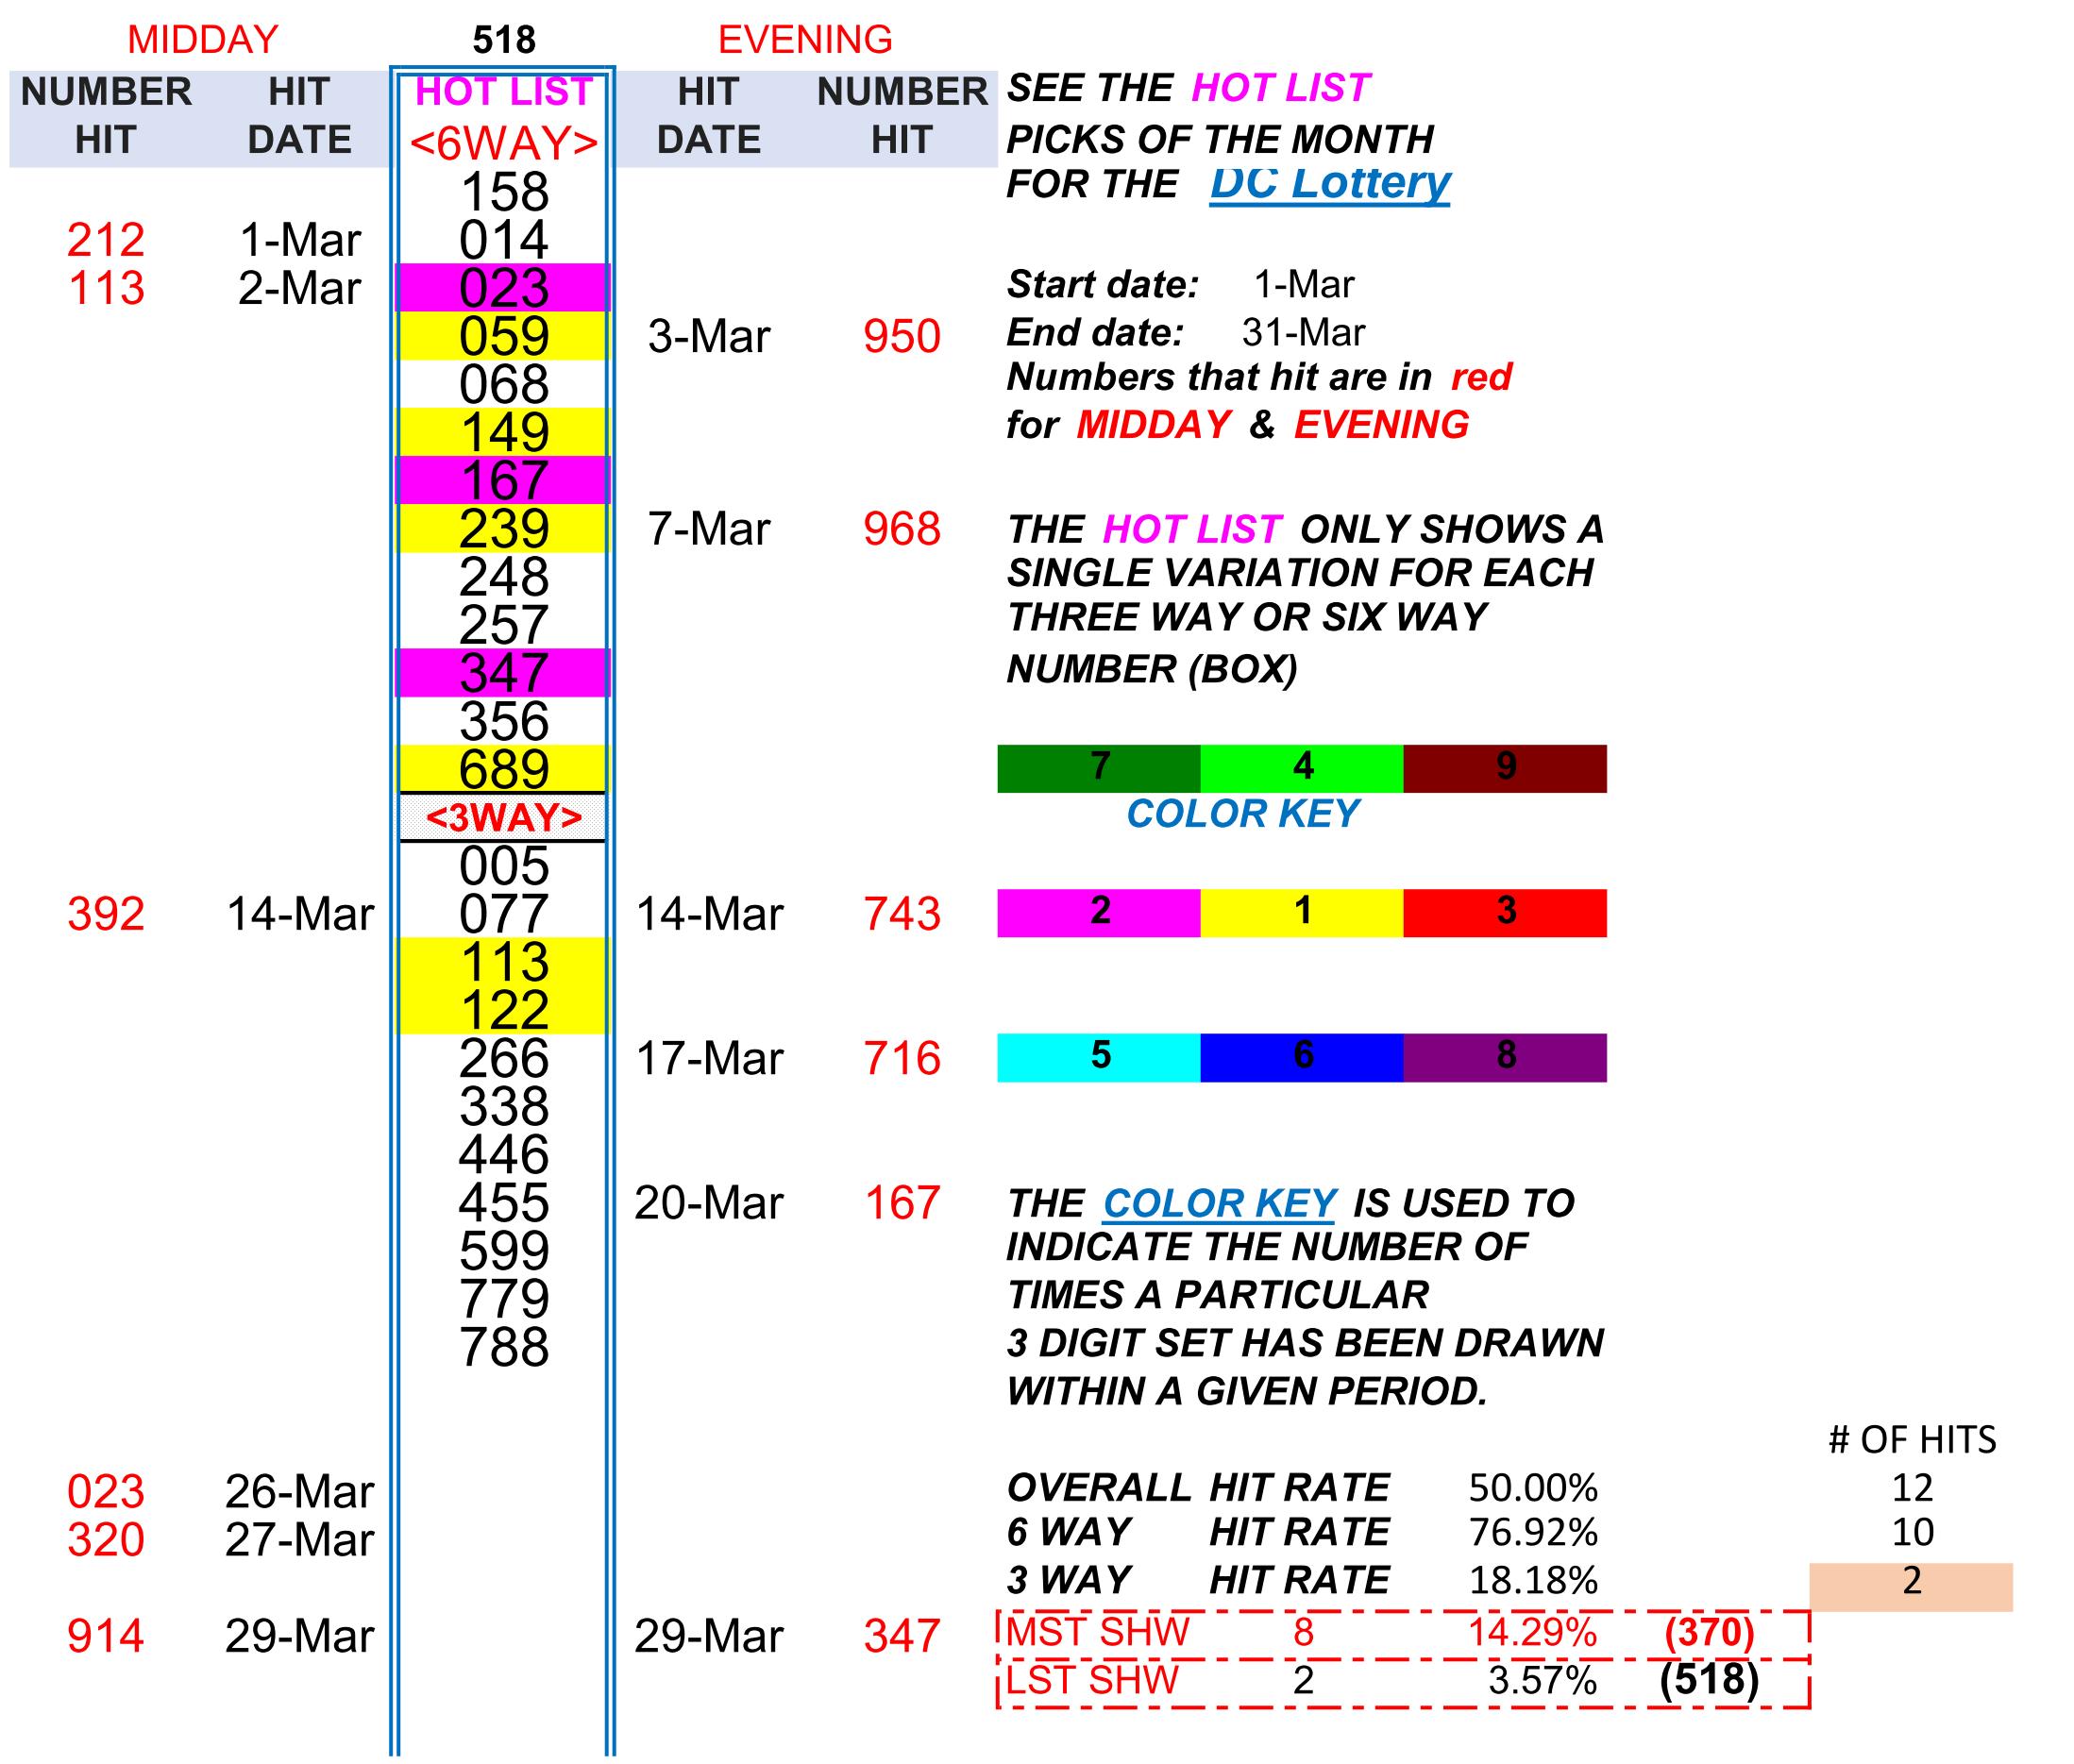 MIDDAY 518 EVENING
NUMBER HIT HOT LIST HIT NUMBER SEE THE HOT LIST
HIT DATE <6WAY> DATE HIT PICKS OF THE MONTH
158 FOR THE DC Lottery
212 1-Mar 014
113 2-Mar 023 Start date: 1-Mar
059 3-Mar 950 End date: 31-Mar
068 Numbers that hit are in red
149 for MIDDAY & EVENING
167
239 7-Mar 968 THE HOT LIST ONLY SHOWS A
248 SINGLE VARIATION FOR EACH
257 THREE WAY OR SIX WAY
347 NUMBER (BOX)
356
689 7 4 9
<3WAY> COLOR KEY
005
392 14-Mar 077 14-Mar 743 2 1 3
113
122
266 17-Mar 716 5 6 8
338
446
455 20-Mar 167 THE COLOR KEY IS USED TO
599 INDICATE THE NUMBER OF
779 TIMES A PARTICULAR
788 3 DIGIT SET HAS BEEN DRAWN
WITHIN A GIVEN PERIOD.
# OF HITS
023 26-Mar OVERALL HIT RATE 50.00% 12
320 27-Mar 6 WAY HIT RATE 76.92% 10
3 WAY HIT RATE 18.18% 2
914 29-Mar 29-Mar 347 MST SHW 8 14.29% (370)
LST SHW 2 3.57% (518)